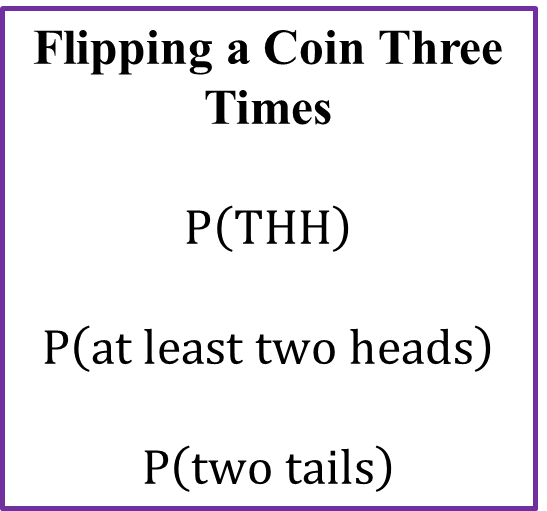 Flipping a Coin Three
Times
P(THH)
P(at least two heads)
P(two tails)